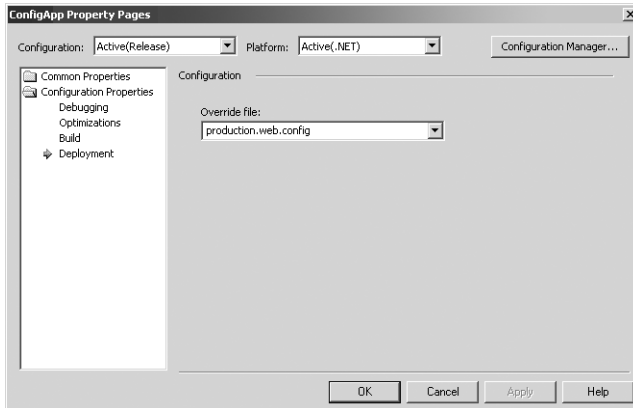 ConfigApp Property Pages
Configuration: Active(Release) Platform: Active(.NET) Configuration Manager...
Common Properties
Configuration Properties
Debugging
Optimizations
Build
Deployment
Configuration
Override file:
production.web.config
OK Cancel Apply Help